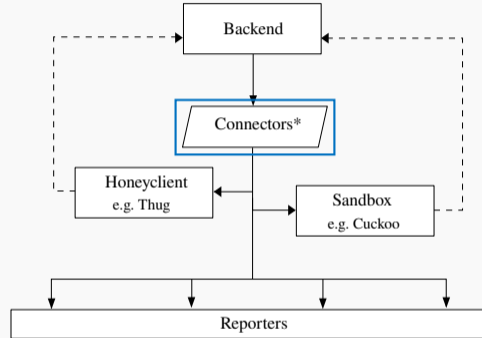 Backend
Connectors*
Honeyclient
e.g. Thug
Sandbox
e.g. Cuckoo
Reporters